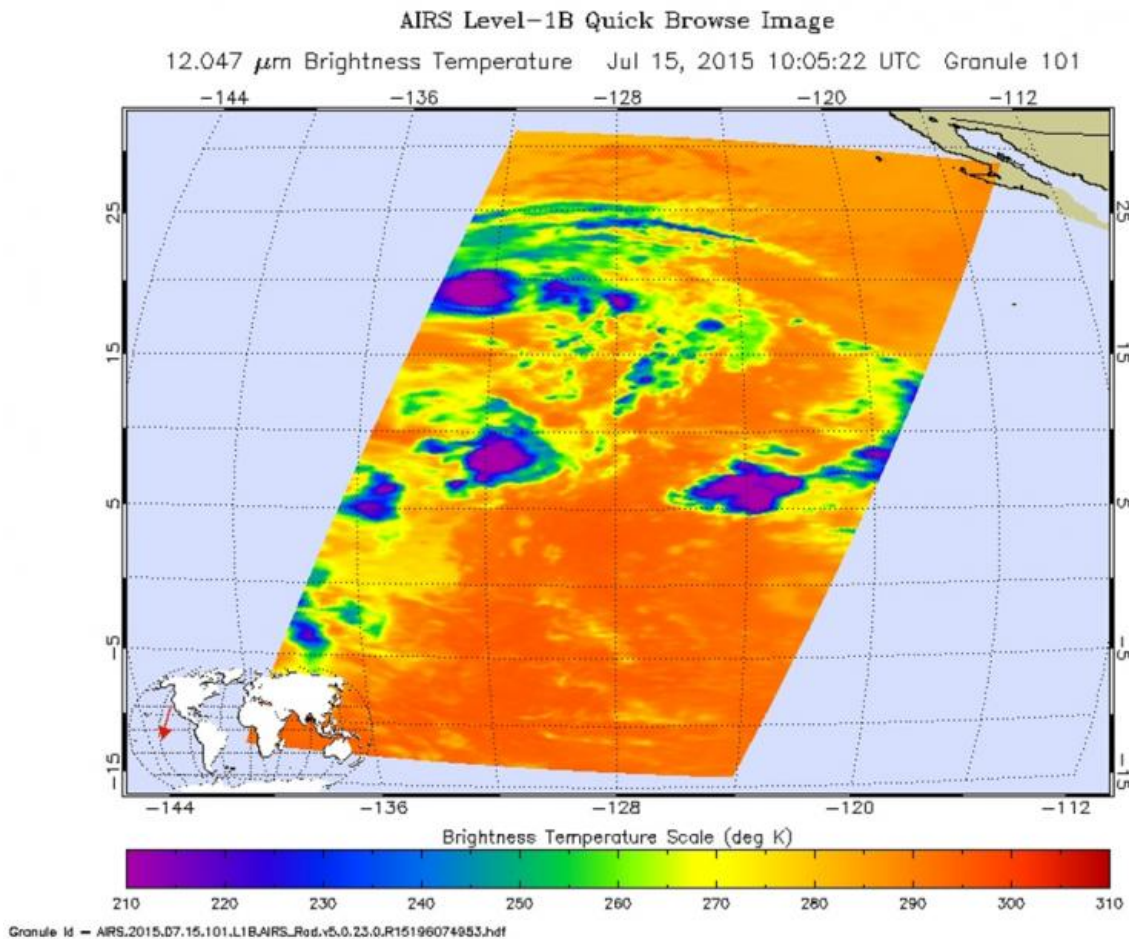 AIRS Level-1B Quick Browse Image
12.047 μm Brightness Temperature Jul 15, 2015 10:05:22 UTC Granule 101
-144 -136 -128 -120 -112
25 25
15 15
5 5
-5 -5
-15 -15
-144 -136 -128 -120 -112
Brightness Temperature Scale (deg K)
210 220 230 240 250 260 270 280 290 300 310
Granule Id - AIRS.2015.07.15.101.L1B.AIRS_Rad.v5.0.23.0.R15196074953.hdf